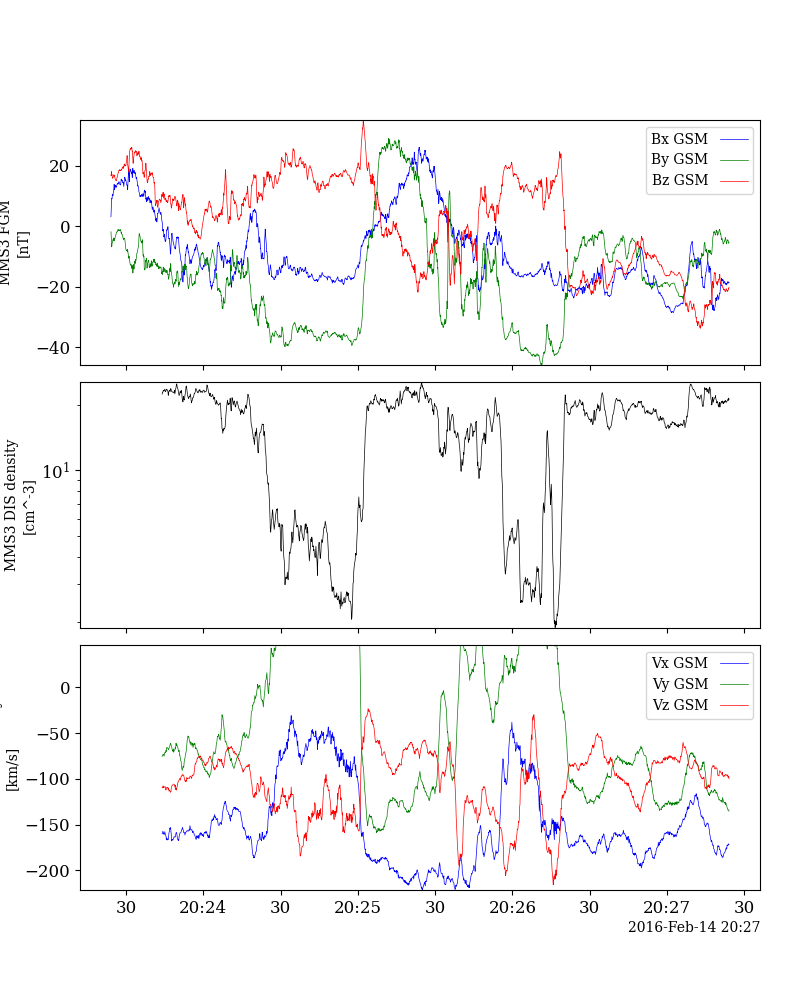 MMS3 FGM
[nT]
20
0
−20
−40
Bx GSM
By GSM
Bz GSM
MMS3 DIS density
[cm^-3]
10^1
[km/s]
0
−50
−100
−150
−200
Vx GSM
Vy GSM
Vz GSM
30
20:24
30
20:25
30
20:26
30
20:27
30
2016-Feb-14 20:27